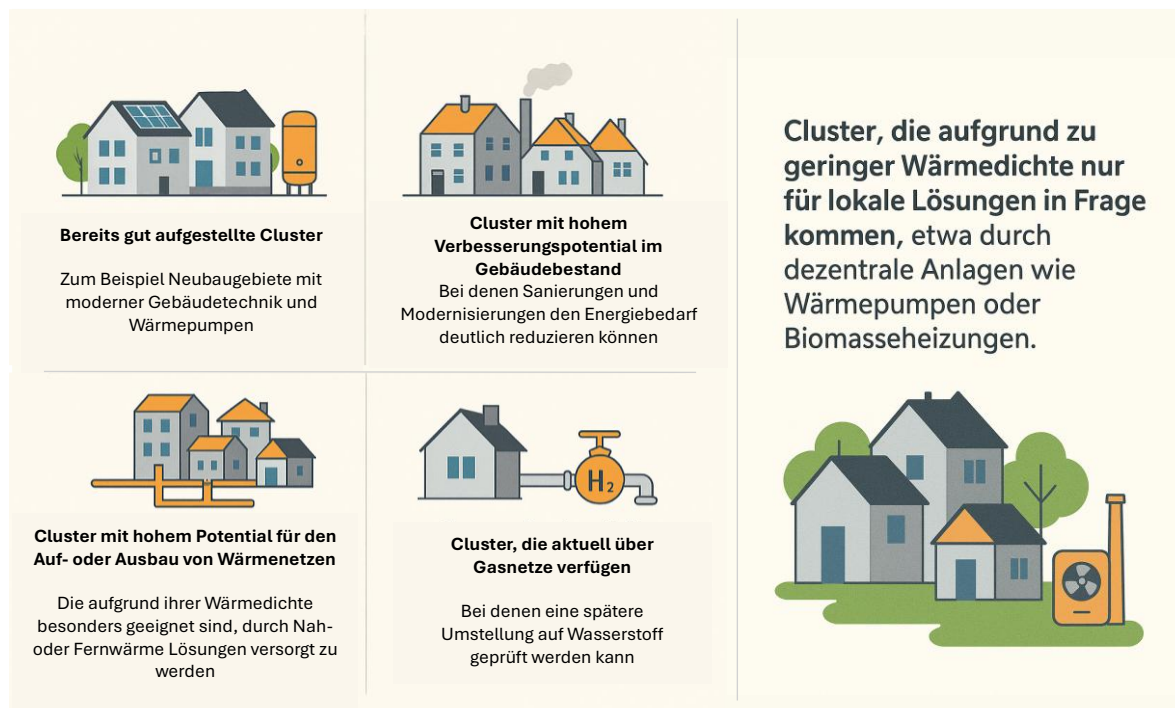 Bereits gut aufgestellte Cluster
Zum Beispiel Neubaugebiete mit
moderner Gebäudetechnik und
Wärmepumpen
Cluster mit hohem
Verbesserungspotential im
Gebäudebestand
Bei denen Sanierungen und
Modernisierungen den Energiebedarf
deutlich reduzieren können
Cluster mit hohem Potential für den
Auf- oder Ausbau von Wärmenetzen
Die aufgrund ihrer Wärmedichte
besonders geeignet sind, durch Nah-
oder Fernwärme Lösungen versorgt zu
werden
H₂
Cluster, die aktuell über
Gasnetze verfügen
Bei denen eine spätere
Umstellung auf Wasserstoff
geprüft werden kann
Cluster, die aufgrund zu
geringer Wärmedichte nur
für lokale Lösungen in Frage
kommen, etwa durch
dezentrale Anlagen wie
Wärmepumpen oder
Biomasseheizungen.